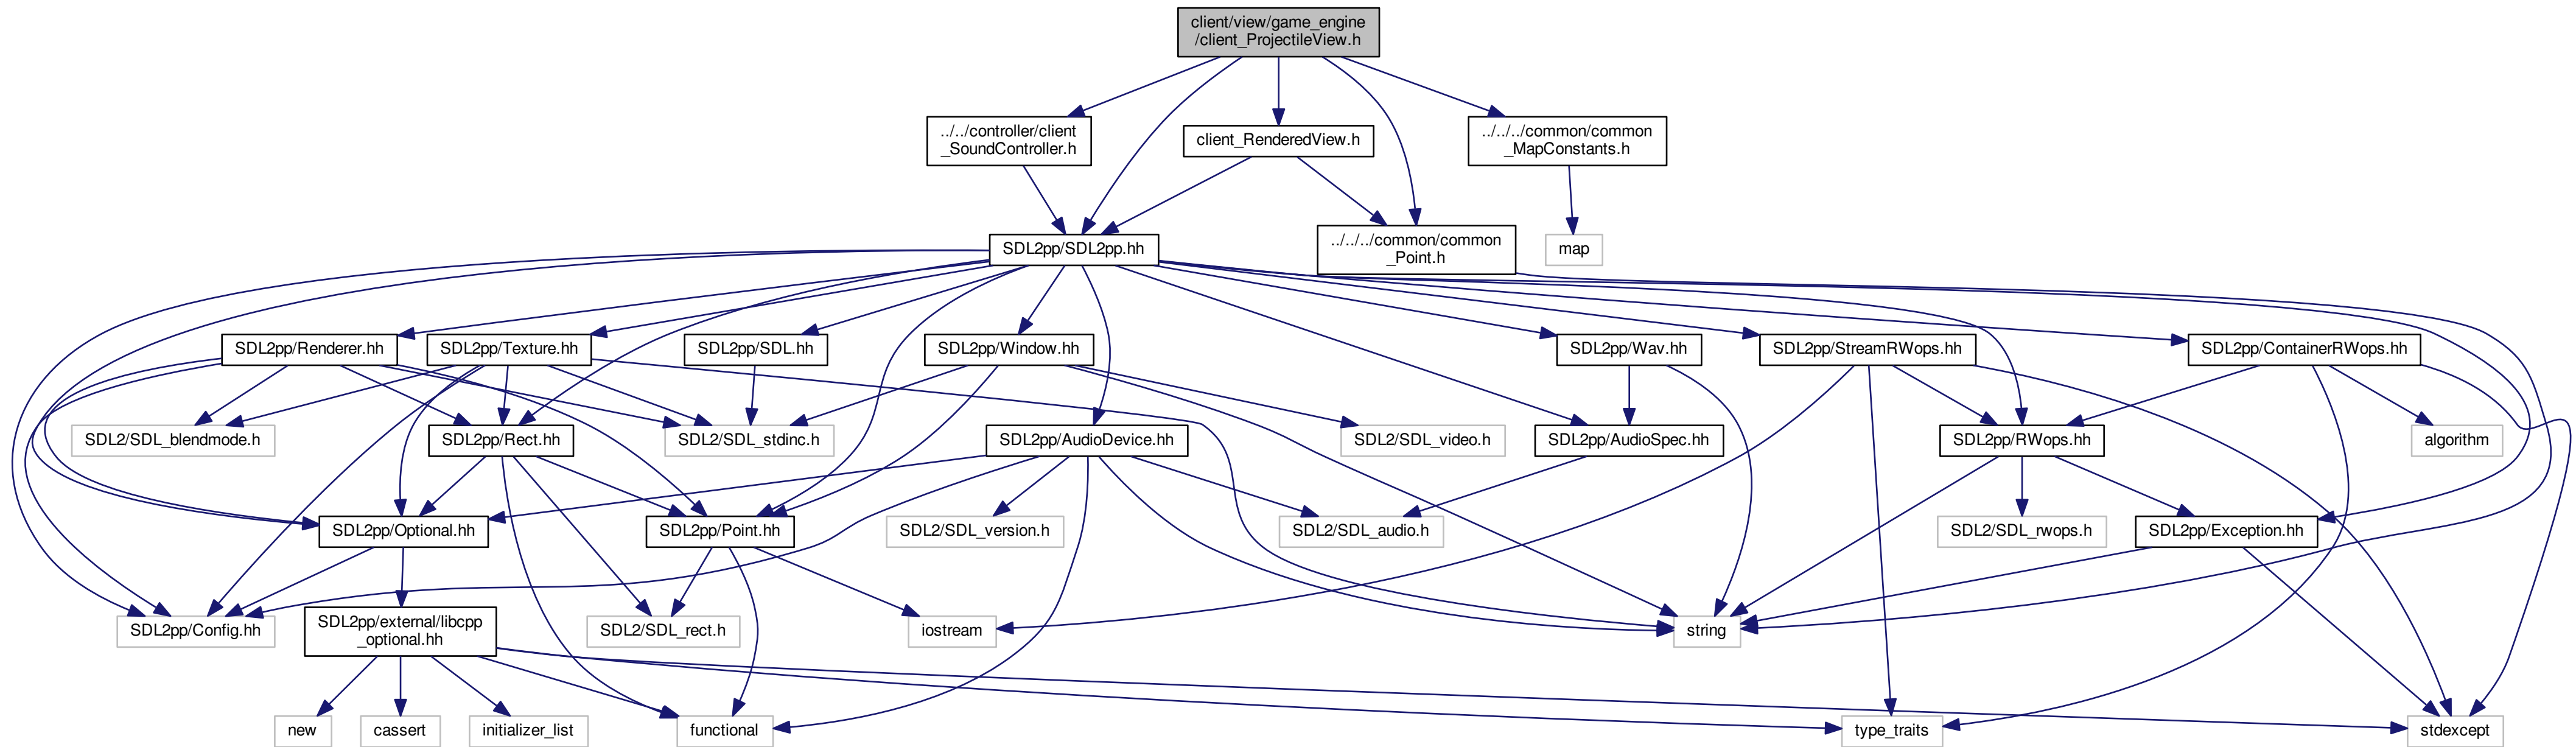 client/view/game_engine
/client_ProjectileView.h
../../controller/client
_SoundController.h
client_RenderedView.h
../../../common/common
_MapConstants.h
SDL2pp/SDL2pp.hh
../../../common/common
_Point.h
map
SDL2pp/Renderer.hh
SDL2pp/Texture.hh
SDL2pp/SDL.hh
SDL2pp/Window.hh
SDL2pp/Wav.hh
SDL2pp/StreamRWops.hh
SDL2pp/ContainerRWops.hh
SDL2/SDL_blendmode.h
SDL2pp/Rect.hh
SDL2/SDL_stdinc.h
SDL2pp/AudioDevice.hh
SDL2/SDL_video.h
SDL2pp/AudioSpec.hh
SDL2pp/RWops.hh
algorithm
SDL2pp/Optional.hh
SDL2pp/Point.hh
SDL2/SDL_version.h
SDL2/SDL_audio.h
SDL2/SDL_rwops.h
SDL2pp/Exception.hh
SDL2pp/Config.hh
SDL2pp/external/libcpp
_optional.hh
SDL2/SDL_rect.h
iostream
string
new
cassert
initializer_list
functional
type_traits
stdexcept